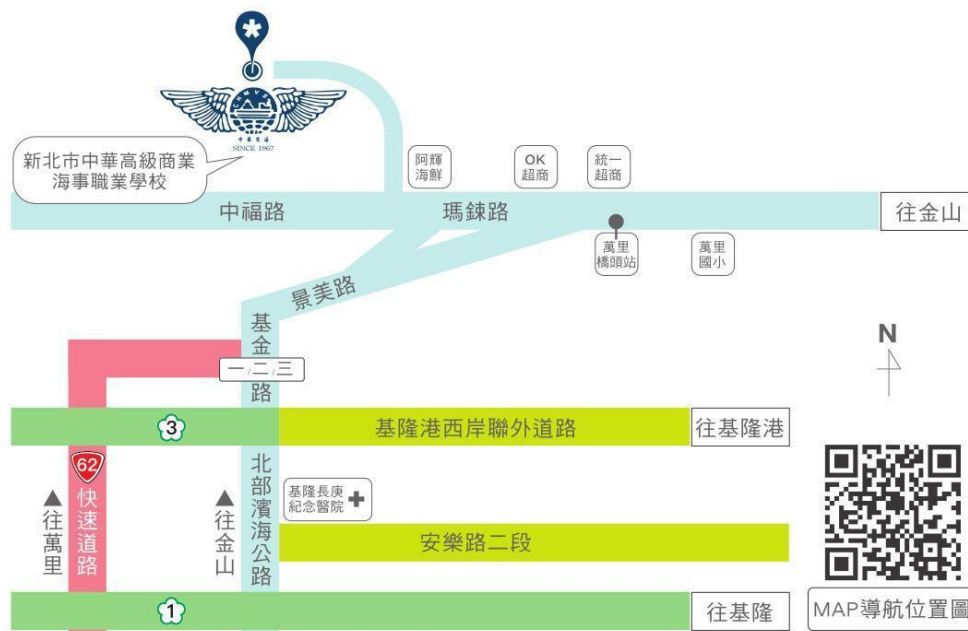 中華商海
SINCE 1967
新北市中華高級商業
海事職業學校
阿輝
海鮮
OK
超商
統一
超商
中福路
瑪鋉路
往金山
萬里
橋頭站
萬里
國小
景美路
基金一/二/三路
N
3
基隆港西岸聯外道路
往基隆港
62
快速道路
▲往萬里
▲往金山
北部濱海公路
基隆長庚
紀念醫院
安樂路二段
1
往基隆
MAP導航位置圖